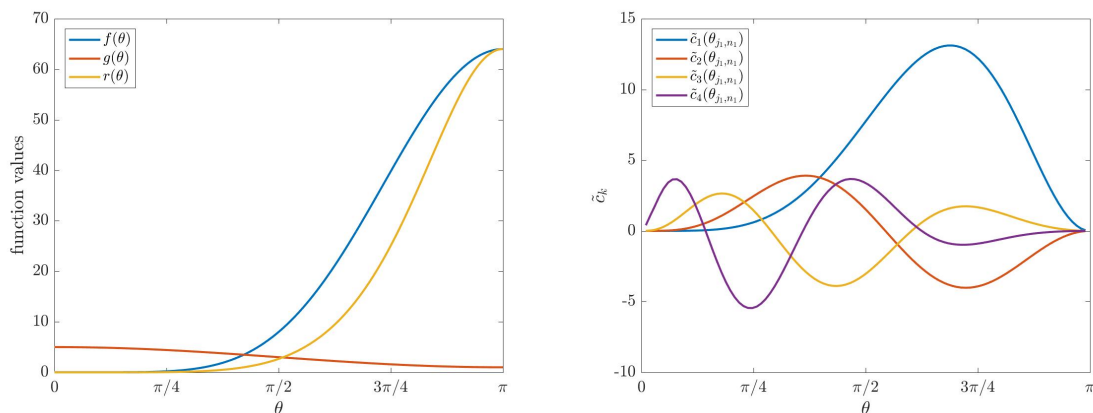 70
60
50
40
30
20
10
0
function values
f(θ)
g(θ)
r(θ)
0 π/4 π/2 3π/4 π
θ
15
10
5
0
-5
-10
c̃ₖ
c̃₁(θⱼ₁,ₙ₁)
c̃₂(θⱼ₁,ₙ₁)
c̃₃(θⱼ₁,ₙ₁)
c̃₄(θⱼ₁,ₙ₁)
0 π/4 π/2 3π/4 π
θ